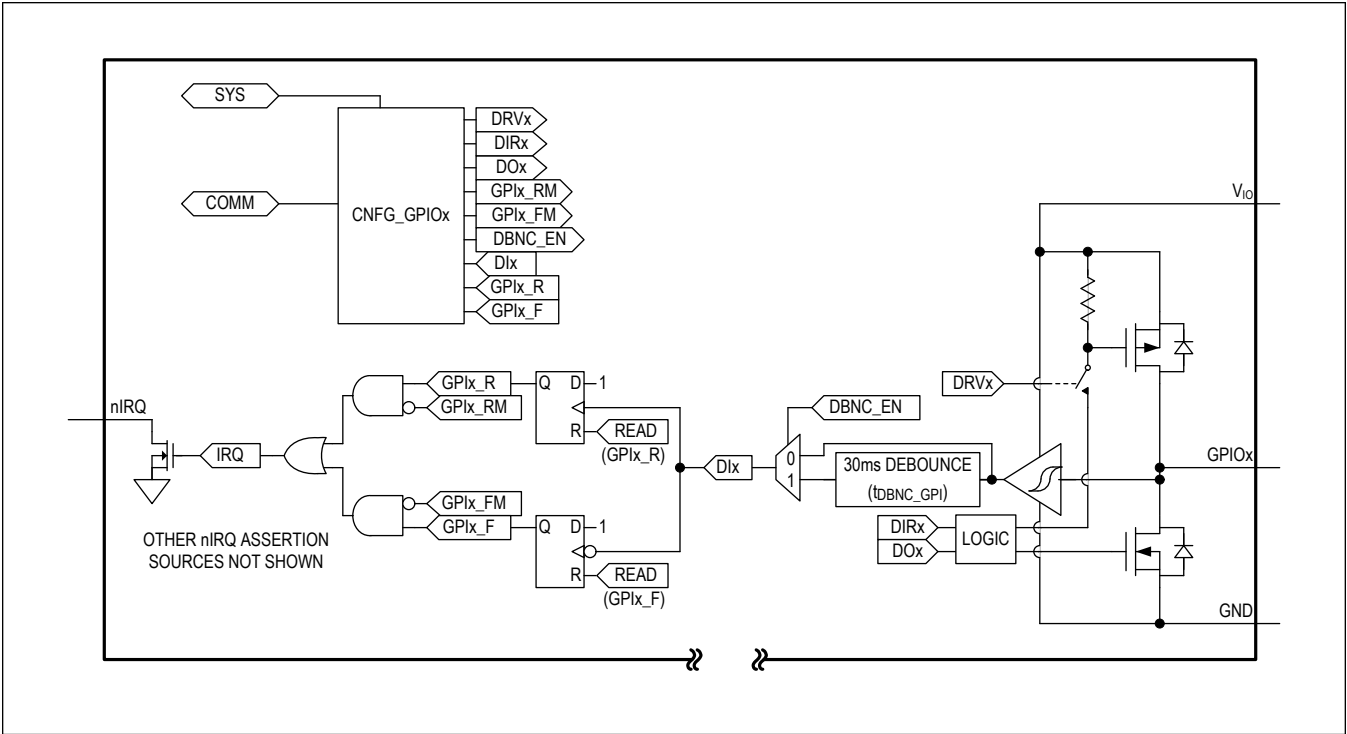 SYS
COMM
CNFG_GPIOx
DRVx
DIRx
DOx
GPIx_RM
GPIx_FM
DBNC_EN
DIx
GPIx_R
GPIx_F
VIO
DRVx
nIRQ
IRQ
GPIx_R
GPIx_RM
Q D 1
R
READ
(GPIx_R)
DBNC_EN
DIx
0
1
30ms DEBOUNCE
(tDBNC_GPI)
GPIOx
GPIx_FM
GPIx_F
Q D 1
R
READ
(GPIx_F)
DIRx
DOx
LOGIC
OTHER nIRQ ASSERTION
SOURCES NOT SHOWN
GND